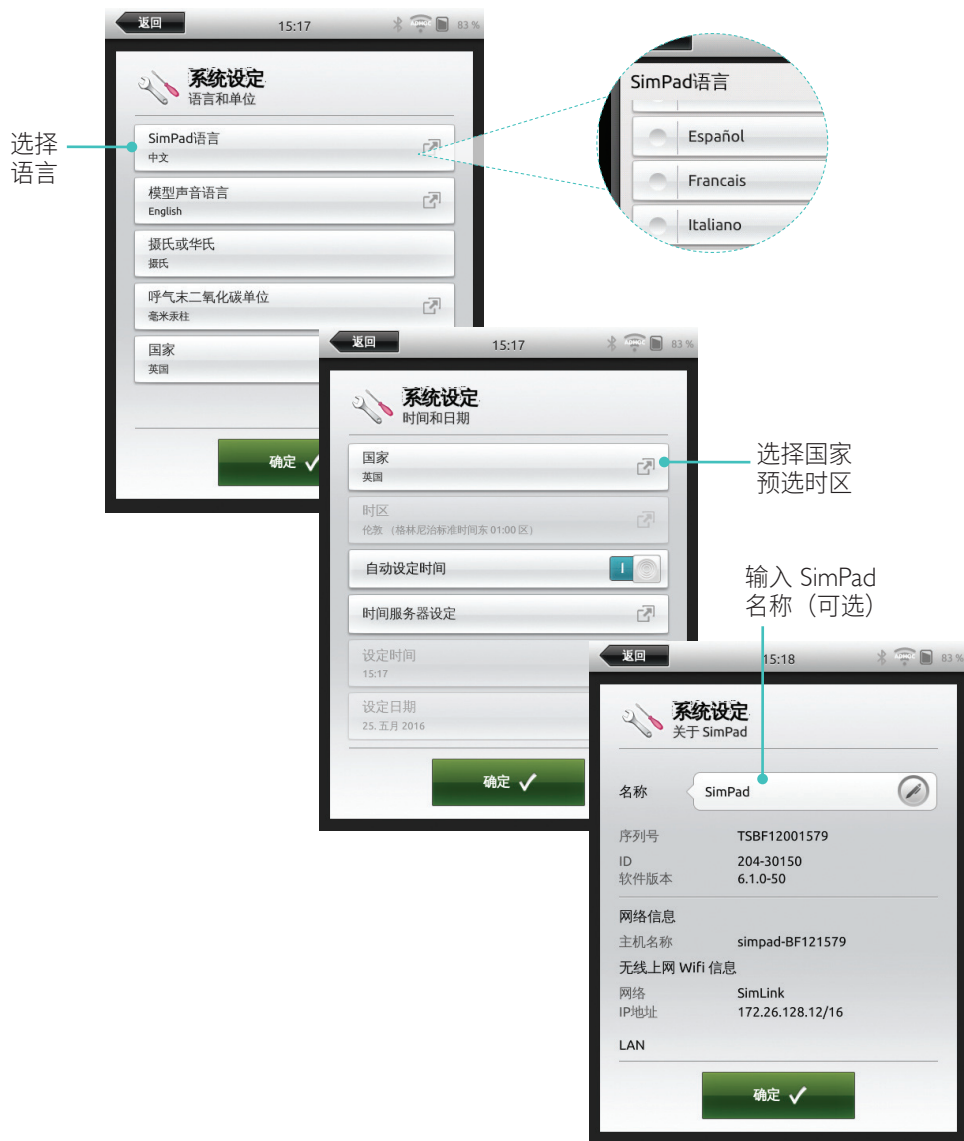 返回
15:17
83 %
系统设定
语言和单位
选择
语言
SimPad语言
中文
模型声音语言
English
摄氏或华氏
摄氏
呼气末二氧化碳单位
毫米汞柱
国家
英国
确定
SimPad语言
Español
Francais
Italiano
返回
15:17
83 %
系统设定
时间和日期
国家
英国
选择国家
预选时区
时区
伦敦 （格林尼治标准时间东 01:00 区）
自动设定时间
时间服务器设定
设定时间
15:17
设定日期
25. 五月 2016
确定
输入 SimPad
名称（可选）
返回
15:18
83 %
系统设定
关于 SimPad
名称 SimPad
序列号 TSBF12001579
ID 204-30150
软件版本 6.1.0-50
网络信息
主机名称 simpad-BF121579
无线上网 Wifi 信息
网络 SimLink
IP地址 172.26.128.12/16
LAN
确定